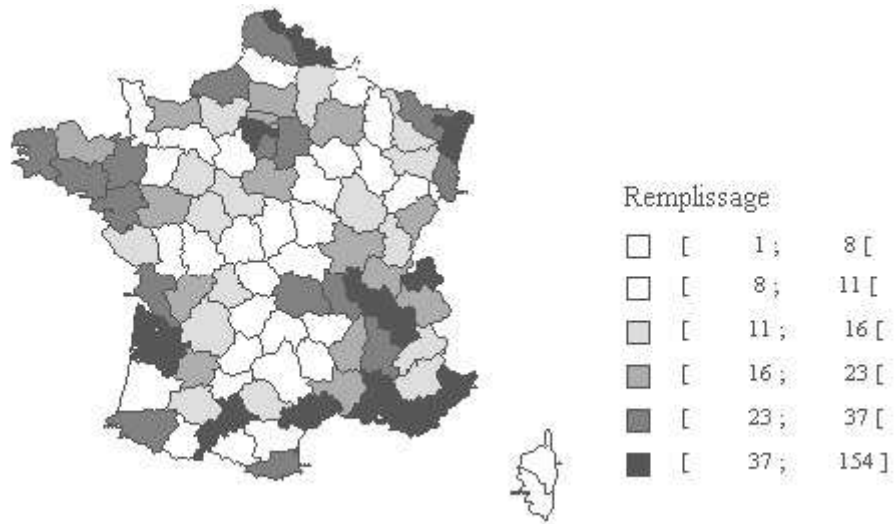 Remplissage
[ 1 ; 8 [
[ 8 ; 11 [
[ 11 ; 16 [
[ 16 ; 23 [
[ 23 ; 37 [
[ 37 ; 154 ]